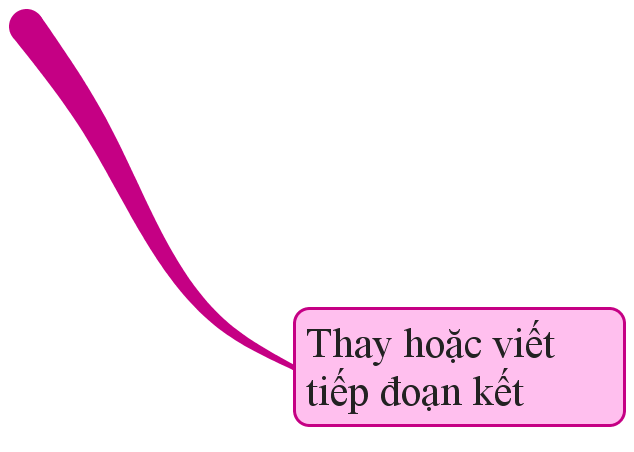 Thay hoặc viết
tiếp đoạn kết